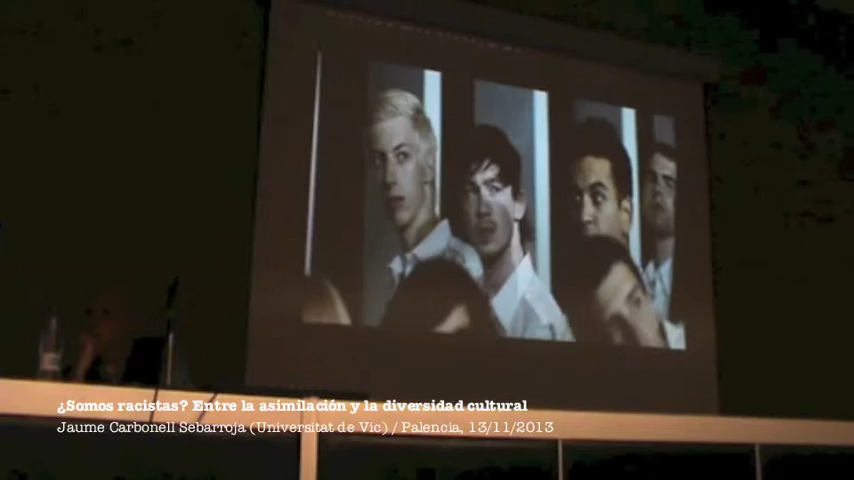 ¿Somos racistas? Entre la asimilación y la diversidad cultural
Jaume Carbonell Sebarroja (Universitat de Vic) / Palencia, 13/11/2013